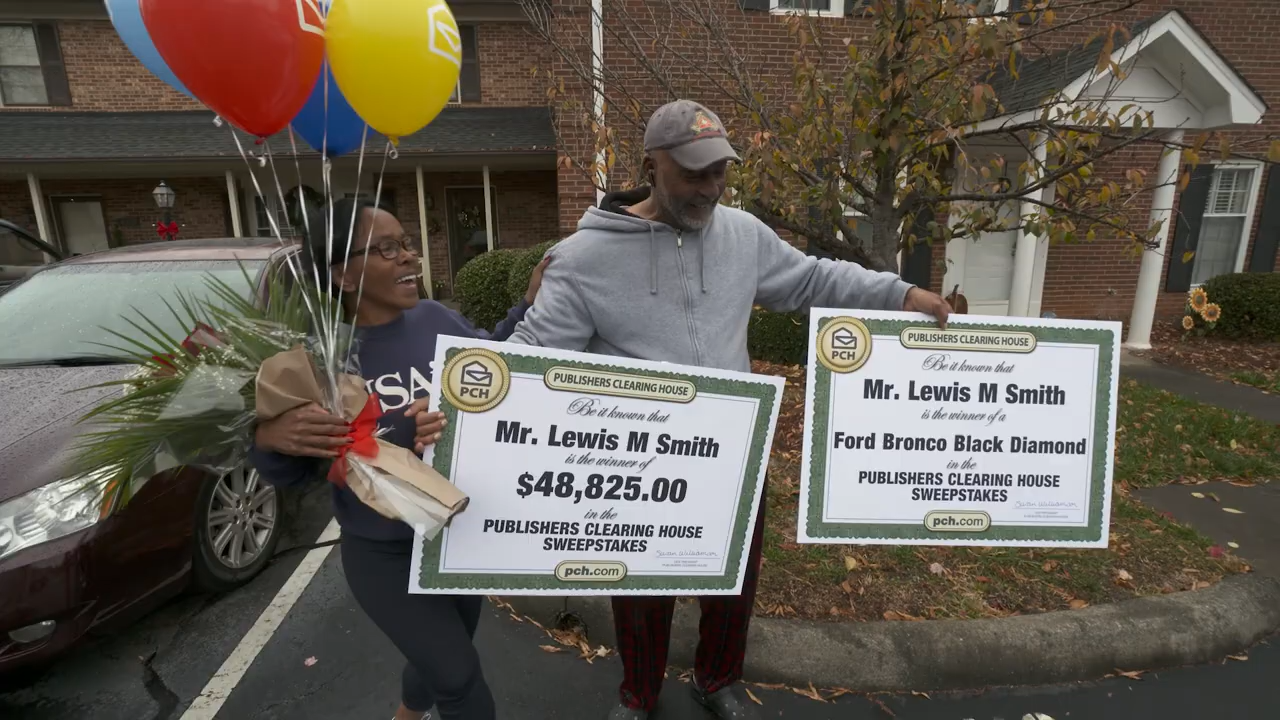 USA
PCH
PUBLISHERS CLEARING HOUSE
Be it known that
Mr. Lewis M Smith
is the winner of
$48,825.00
in the
PUBLISHERS CLEARING HOUSE
SWEEPSTAKES
pch.com
PCH
PUBLISHERS CLEARING HOUSE
Be it known that
Mr. Lewis M Smith
is the winner of a
Ford Bronco Black Diamond
in the
PUBLISHERS CLEARING HOUSE
SWEEPSTAKES
pch.com